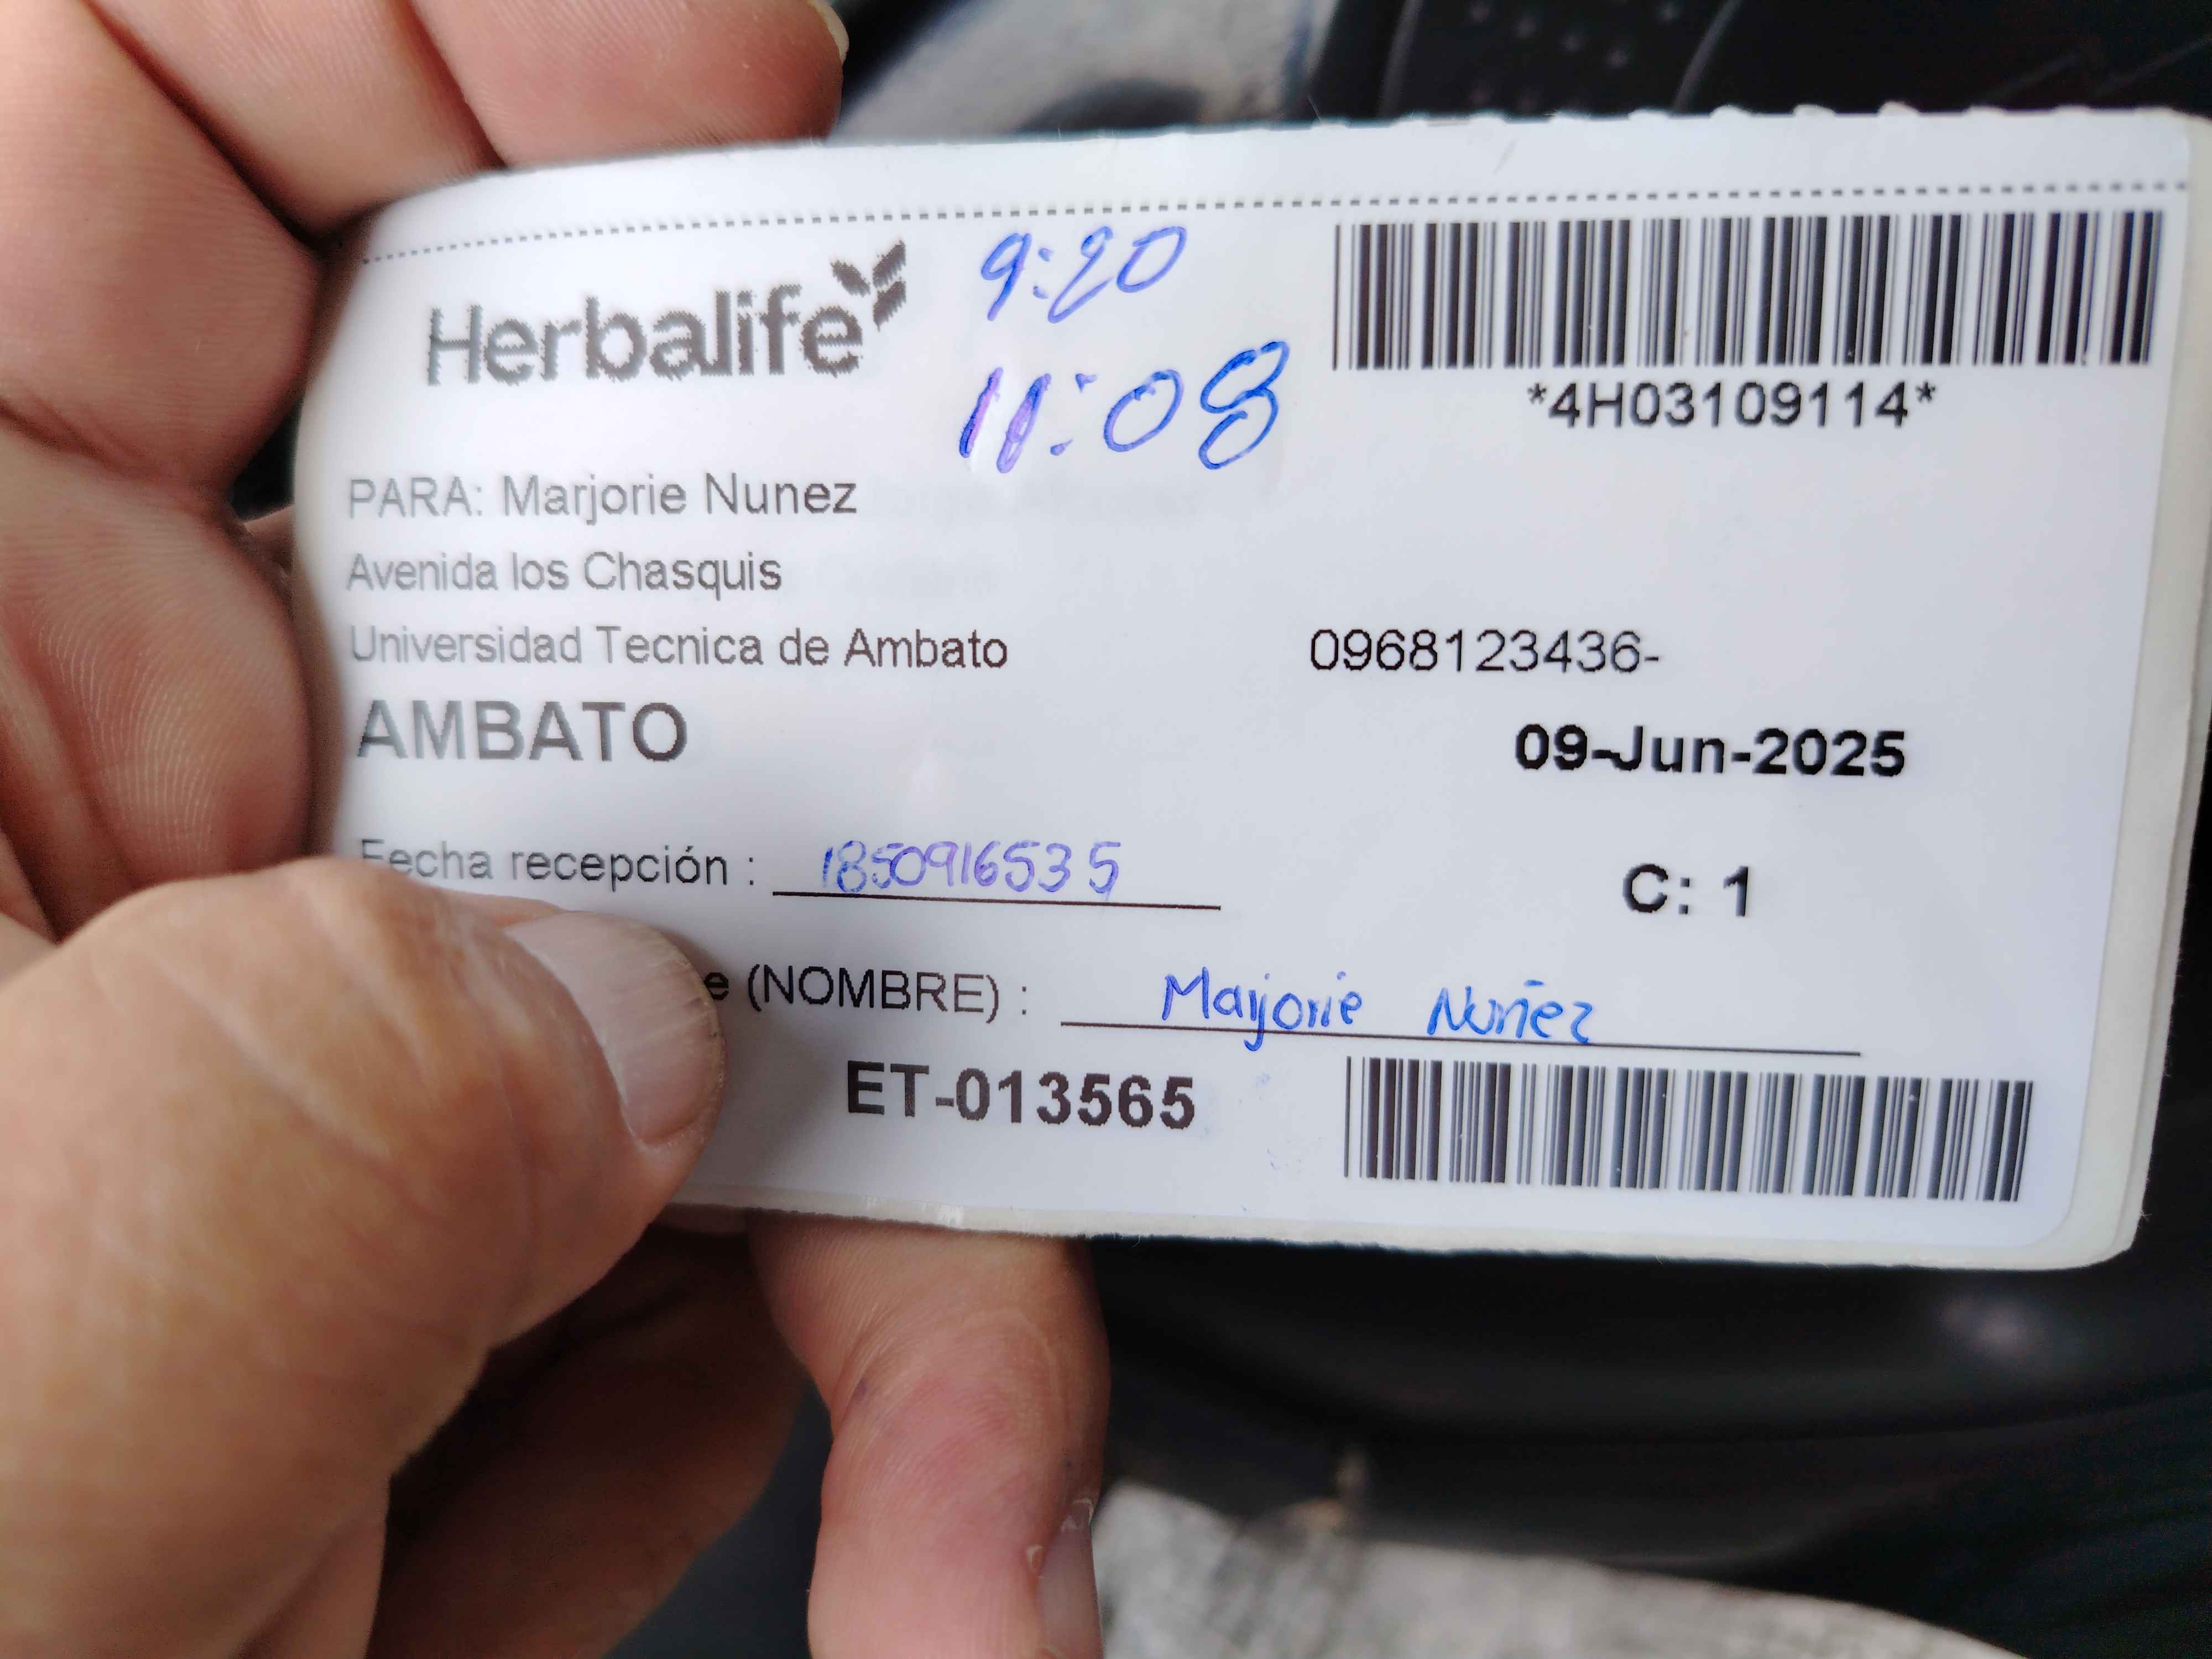 Herbalife
9:20
11:08
*4H03109114*
PARA: Marjorie Nunez
Avenida los Chasquis
Universidad Tecnica de Ambato 0968123436-
AMBATO
09-Jun-2025
Fecha recepción : 1850916535
C: 1
e (NOMBRE) : Marjorie Nuñez
ET-013565